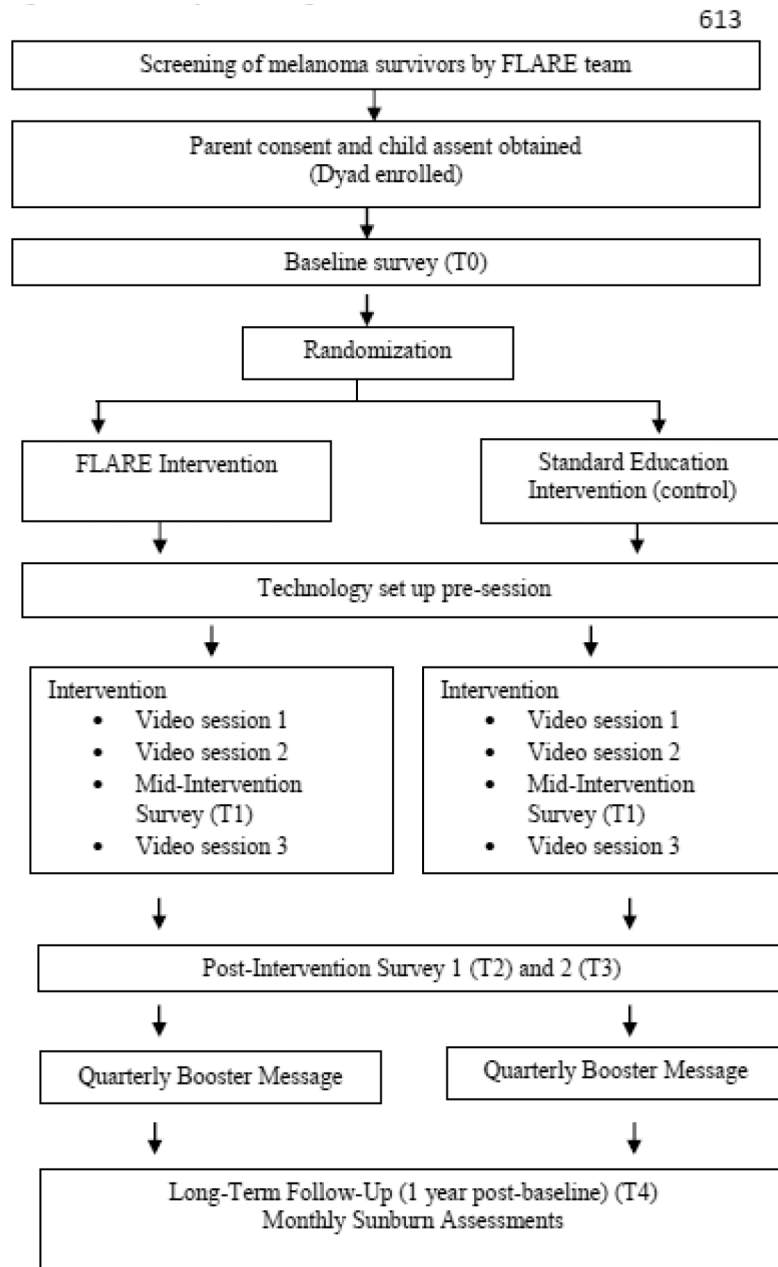 613
Screening of melanoma survivors by FLARE team
Parent consent and child assent obtained
(Dyad enrolled)
Baseline survey (T0)
Randomization
FLARE Intervention
Standard Education
Intervention (control)
Technology set up pre-session
Intervention
• Video session 1
• Video session 2
• Mid-Intervention
Survey (T1)
• Video session 3
Intervention
• Video session 1
• Video session 2
• Mid-Intervention
Survey (T1)
• Video session 3
Post-Intervention Survey 1 (T2) and 2 (T3)
Quarterly Booster Message
Quarterly Booster Message
Long-Term Follow-Up (1 year post-baseline) (T4)
Monthly Sunburn Assessments